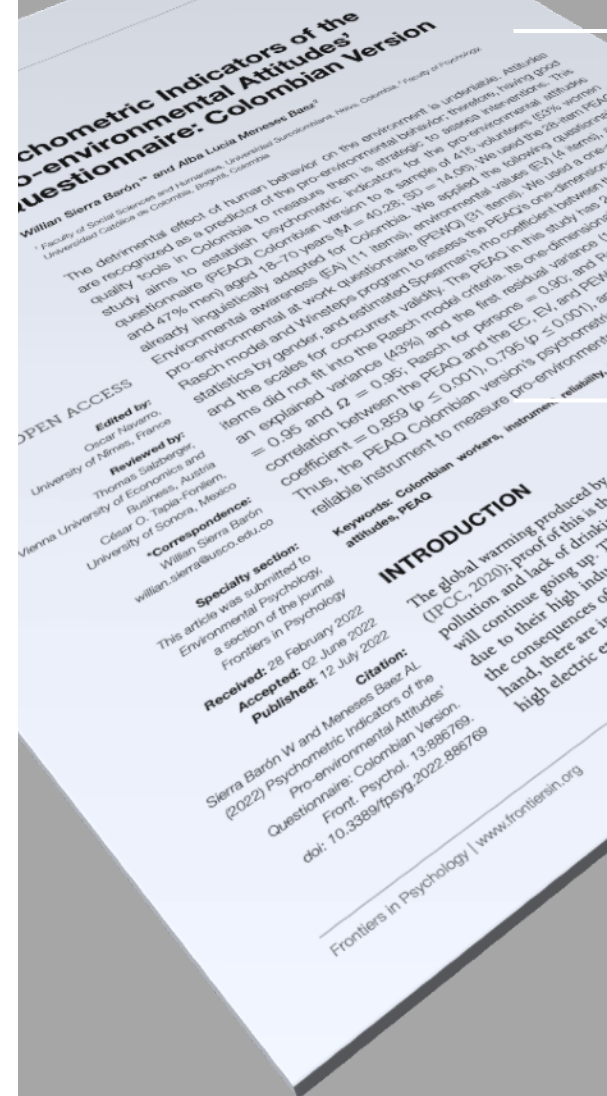 chometric Indicators of the
o-environmental Attitudes'
uestionnaire: Colombian Version
Willian Sierra Barón¹* and Alba Lucia Meneses Baez²
¹ Faculty of Social Sciences and Humanities, Universidad Surcolombiana, Neiva, Colombia, ² Faculty of Psychology,
Universidad Católica de Colombia, Bogotá, Colombia
The detrimental effect of human behavior on the environment is undeniable. Attitudes
are recognized as a predictor of the pro-environmental behavior; therefore, having good
quality tools in Colombia to measure them is strategic to assess interventions. This
study aims to establish psychometric indicators for the pro-environmental attitudes
questionnaire (PEAQ) Colombian version to a sample of 415 volunteers (53% women
and 47% men) aged 18–70 years (M = 40.28; SD = 14.06). We used the 28-item PEAQ
already linguistically adapted for Colombia. We applied the following
Environmental awareness (EA) (11 items), environmental values (EV) (4 items),
pro-environmental at work questionnaire (PEWQ) (31 items). We used a one-
Rasch model and Winsteps program to assess the PEAQ's one-dimension
statistics by gender, and estimated Spearman's rho coefficient between th
and the scales for concurrent validity. The PEAQ in this study has
items did not fit into the Rasch model criteria. Its one-dimension
an explained variance (43%) and the first residual variance
= 0.95 and Ω = 0.95; Rasch for persons = 0.90; and
correlation between the PEAQ and the EC, EV, and PEW
coefficient = 0.859 (p ≤ 0.001), 0.795 (p ≤ 0.001), a
Thus, the PEAQ Colombian version's psychomet
reliable instrument to measure pro-environment
Keywords: Colombian workers, instrument reliability,
attitudes, PEAQ
OPEN ACCESS
Edited by:
Oscar Navarro,
University of Nîmes, France
Reviewed by:
Thomas Salzberger,
Vienna University of Economics and
Business, Austria
César O. Tapia-Fonllem,
University of Sonora, Mexico
*Correspondence:
Willian Sierra Barón
willian.sierra@usco.edu.co
Specialty section:
This article was submitted to
Environmental Psychology,
a section of the journal
Frontiers in Psychology
Received: 28 February 2022
Accepted: 02 June 2022
Published: 12 July 2022
Citation:
Sierra Barón W and Meneses Baez AL
(2022) Psychometric Indicators of the
Pro-environmental Attitudes'
Questionnaire: Colombian Version.
Front. Psychol. 13:886769.
doi: 10.3389/fpsyg.2022.886769
INTRODUCTION
The global warming produced by
(IPCC, 2020); proof of this is th
pollution and lack of drinki
will continue going up. T
due to their high indu
the consequences of
hand, there are i
high electric e
Frontiers in Psychology | www.frontiersin.org